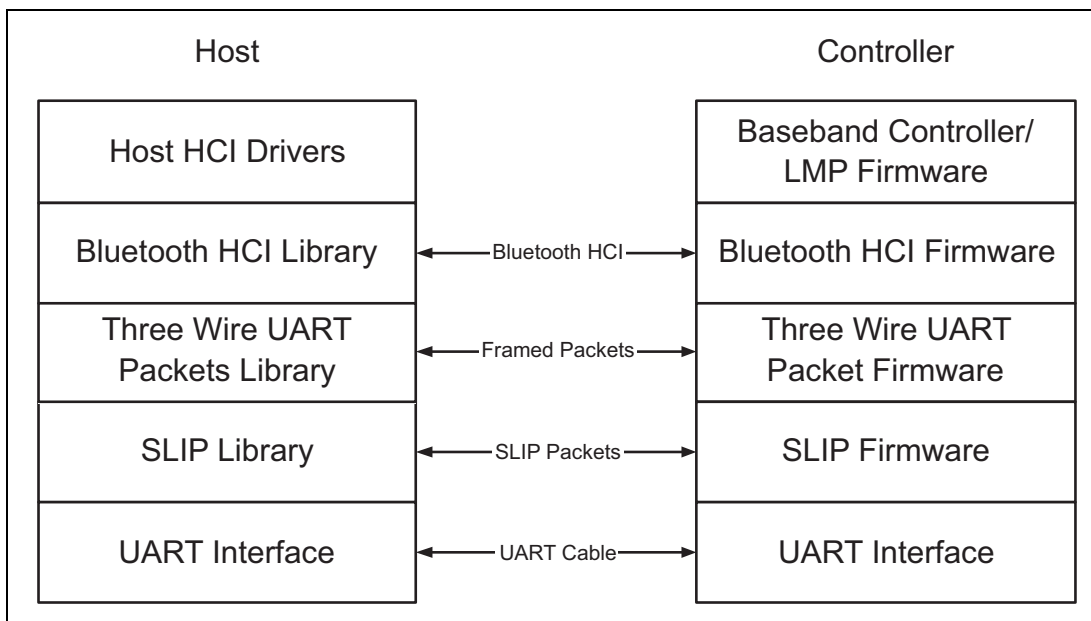 Host
Controller
Host HCI Drivers
Baseband Controller/
LMP Firmware
Bluetooth HCI Library
Bluetooth HCI
Bluetooth HCI Firmware
Three Wire UART
Packets Library
Framed Packets
Three Wire UART
Packet Firmware
SLIP Library
SLIP Packets
SLIP Firmware
UART Interface
UART Cable
UART Interface